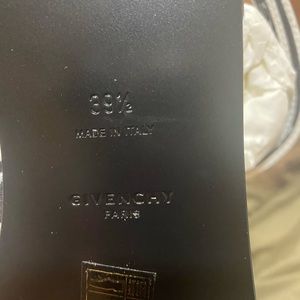 39½
MADE IN ITALY
GIVENCHY
PARIS